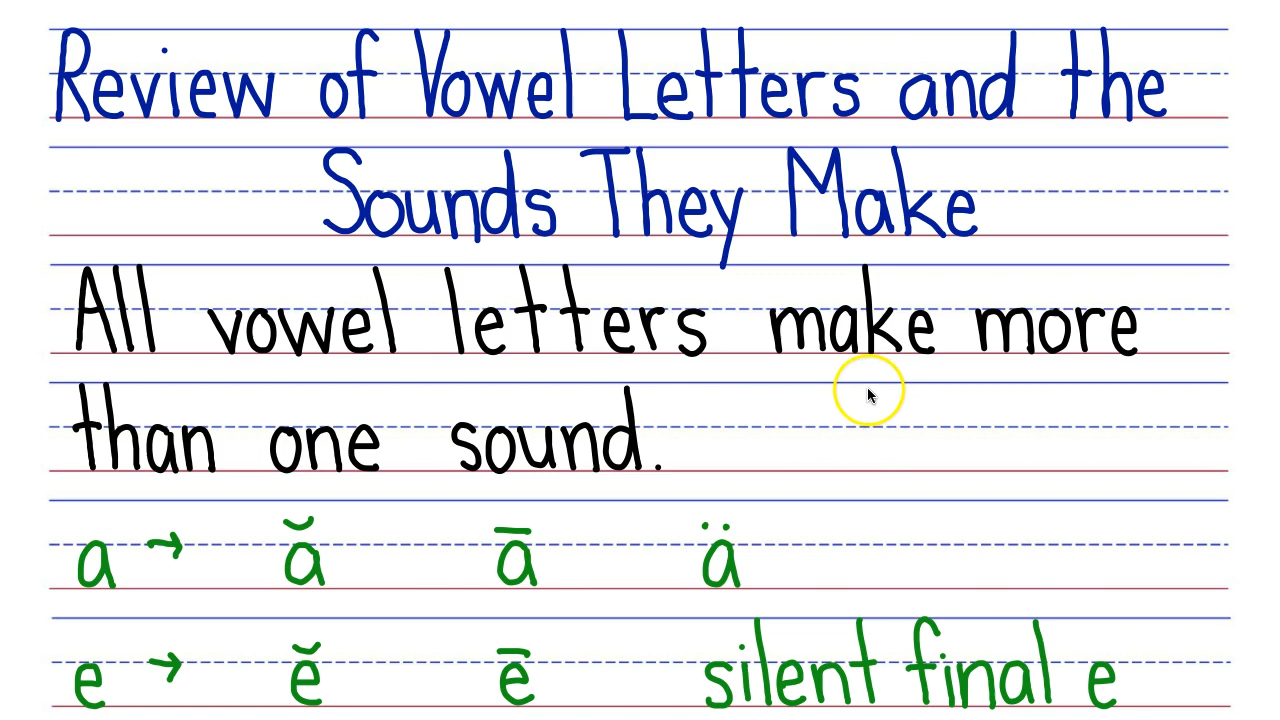 Review of Vowel Letters and the
Sounds They Make
All vowel letters make more
than one sound.
a → ă ā ä
e → ĕ ē silent final e